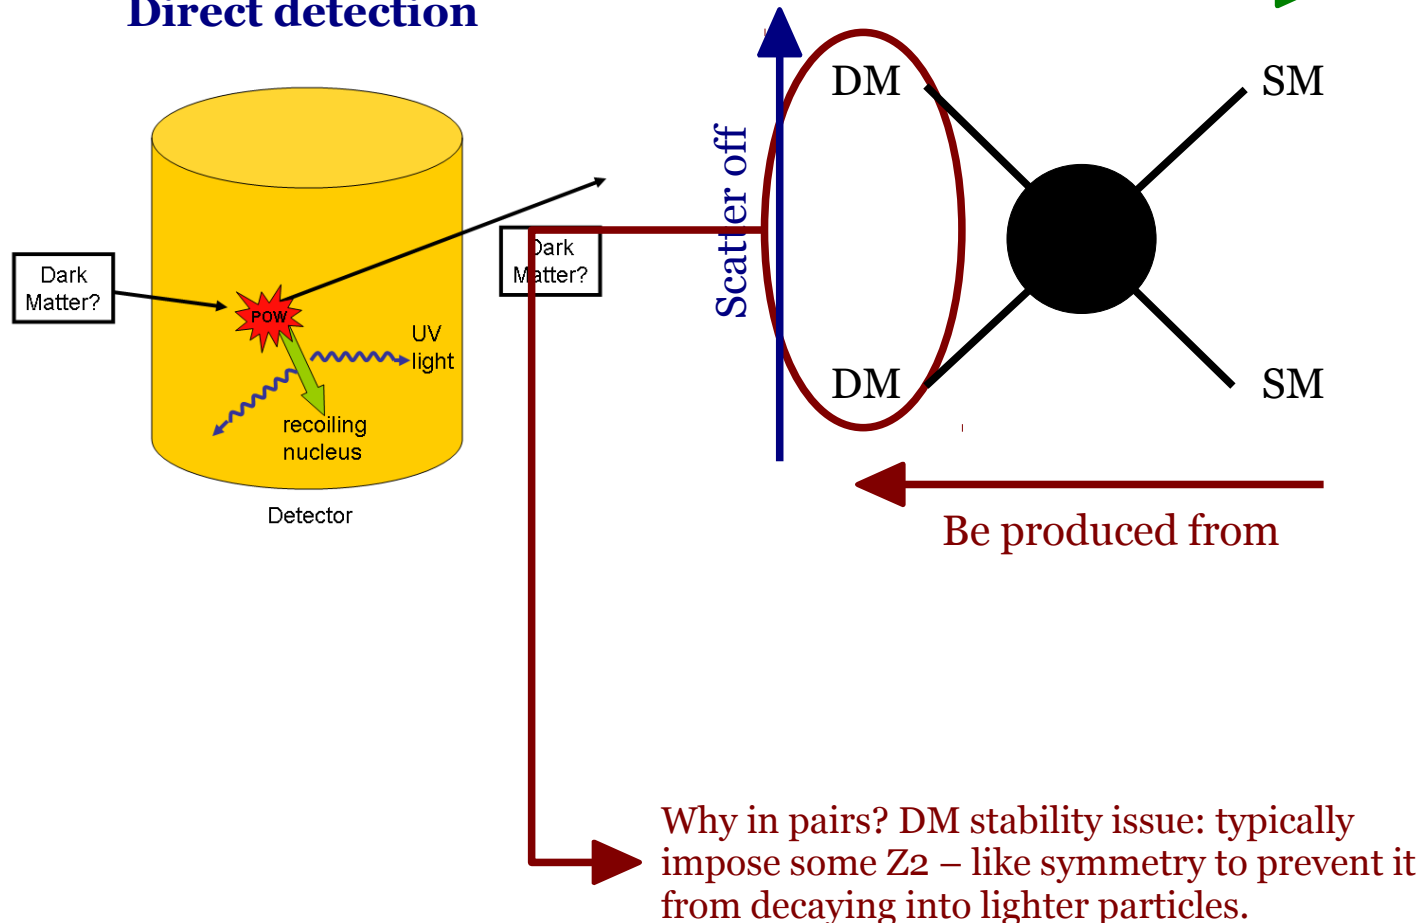 Direct detection
DM
SM
Scatter off
Dark
Matter?
Dark
Matter?
POW
UV
light
recoiling
nucleus
DM
SM
Detector
Be produced from
Why in pairs? DM stability issue: typically
impose some Z2 – like symmetry to prevent it
from decaying into lighter particles.